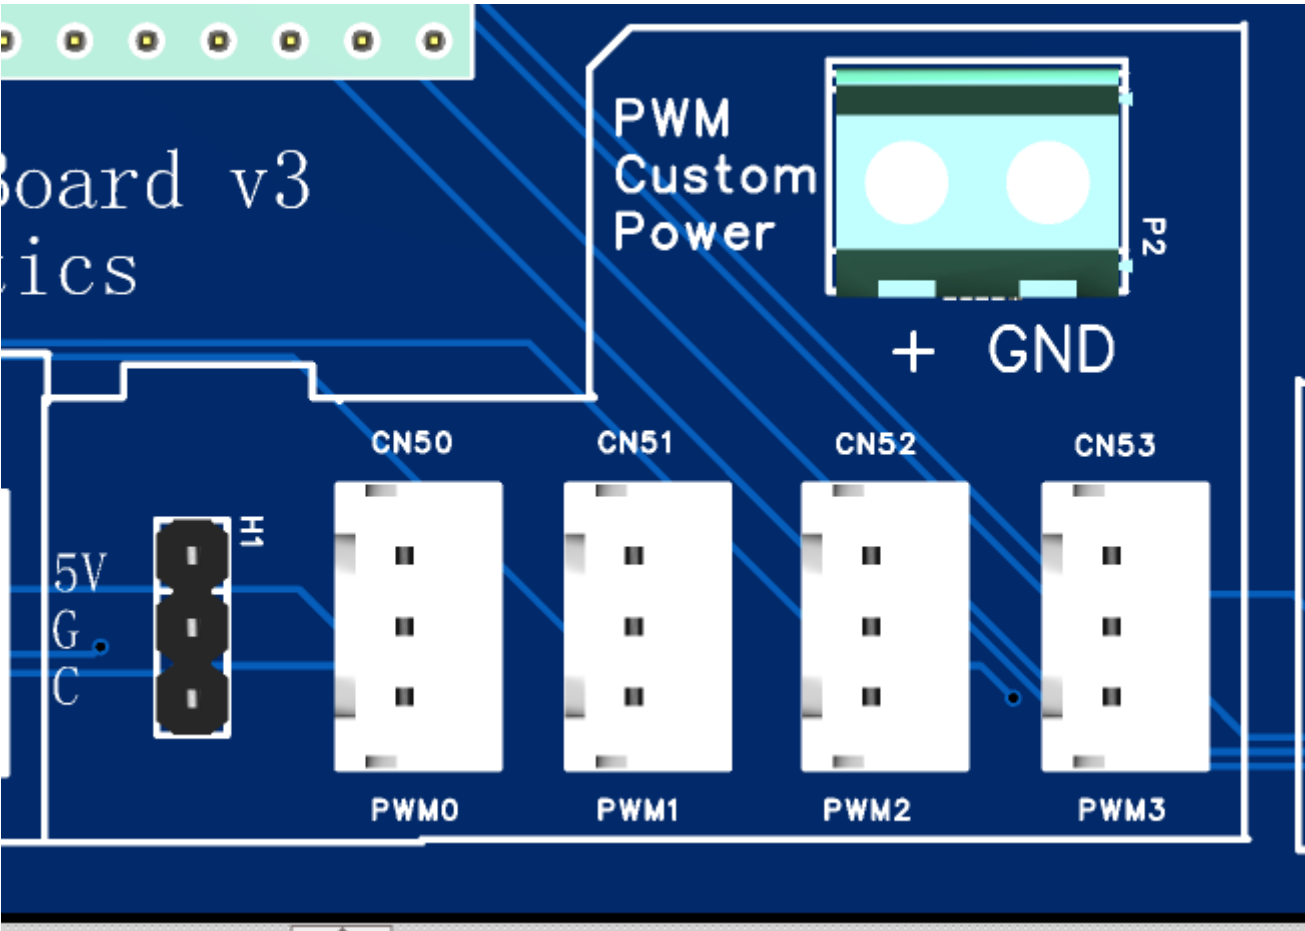 Board v3
tics
PWM
Custom
Power
P2
+ GND
CN50 CN51 CN52 CN53
H1
5V
G
C
PWM0 PWM1 PWM2 PWM3